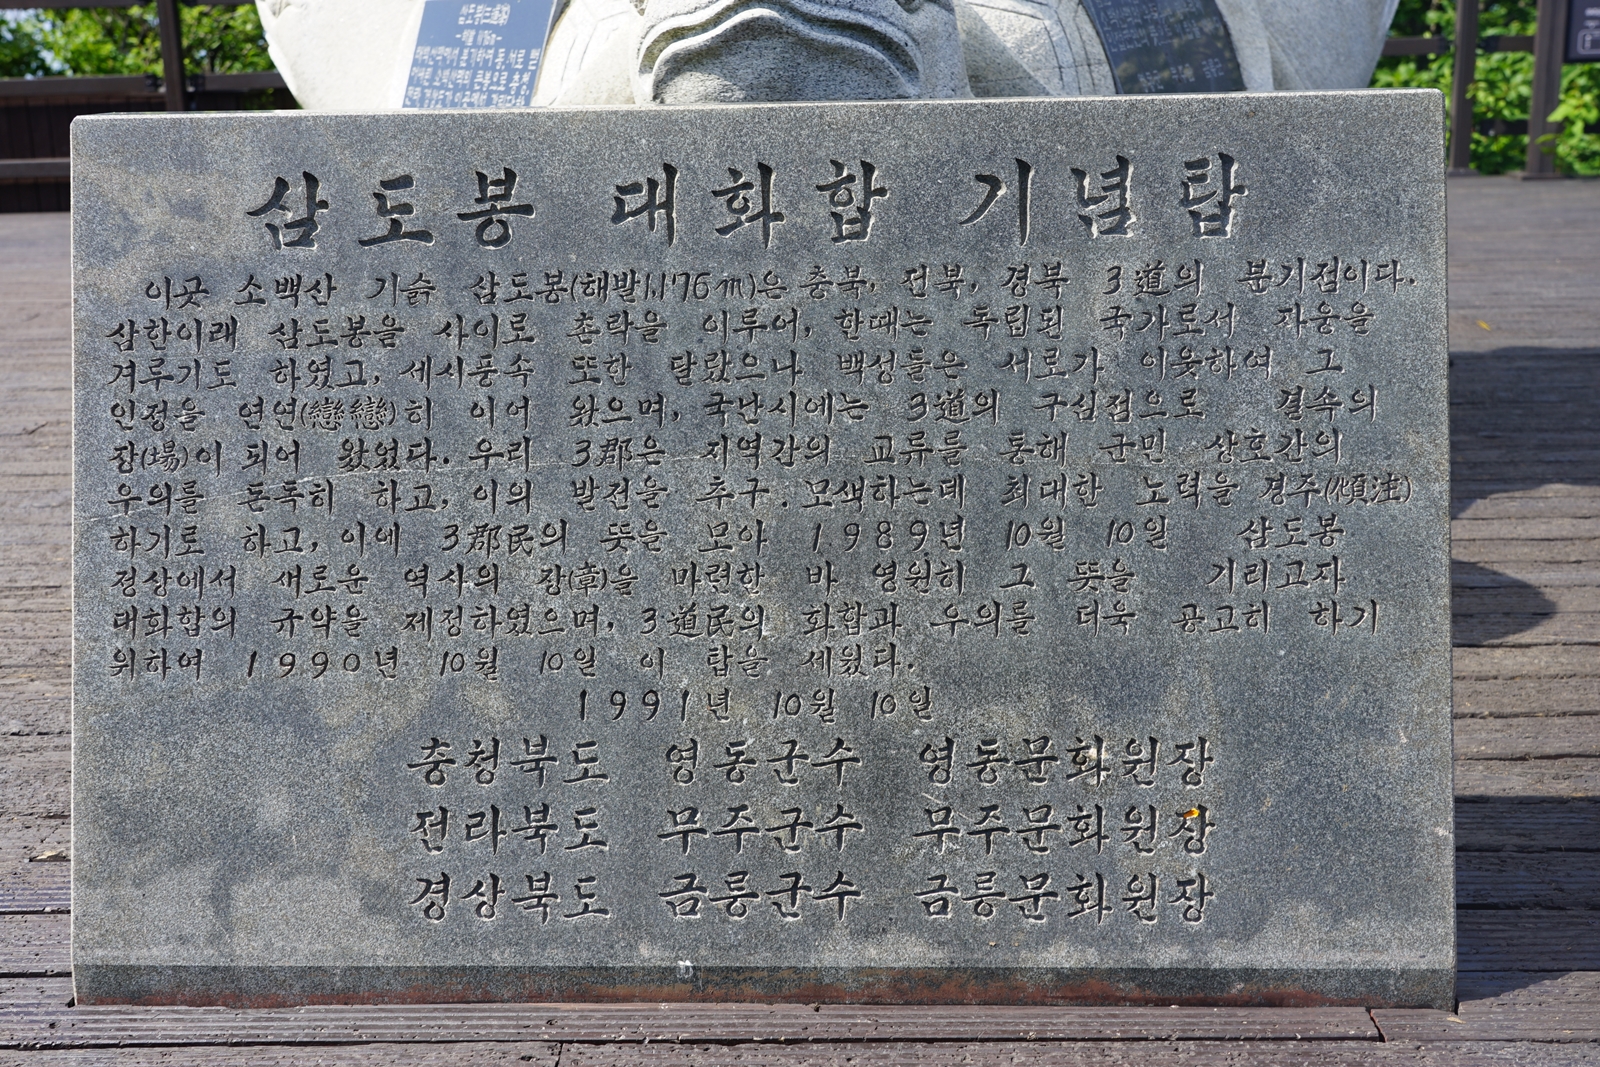 삼도봉 대화합 기념탑
이곳 소백산 기슭 삼도봉(해발1,176m)은 충북, 전북, 경북 3道의 분기점이다.
삼한이래 삼도봉을 사이로 촌락을 이루어, 한때는 독립된 국가로서 자웅을
겨루기도 하였고, 세시풍속 또한 달랐으나 백성들은 서로가 이웃하여 그
인정을 연연(戀戀)히 이어 왔으며, 국난시에는 3道의 구심점으로 결속의
장(場)이 되어 왔었다. 우리 3郡은 지역간의 교류를 통해 군민 상호간의
우의를 돈독히 하고, 이의 발전을 추구.모색하는데 최대한 노력을 경주(傾注)
하기로 하고, 이에 3郡民의 뜻을 모아 1989년 10월 10일 삼도봉
정상에서 새로운 역사의 장(章)을 마련한 바 영원히 그 뜻을 기리고자
대화합의 규약을 제정하였으며, 3道民의 화합과 우의를 더욱 공고히 하기
위하여 1990년 10월 10일 이 탑을 세웠다.
1991년 10월 10일
충청북도 영동군수 영동문화원장
전라북도 무주군수 무주문화원장
경상북도 금릉군수 금릉문화원장